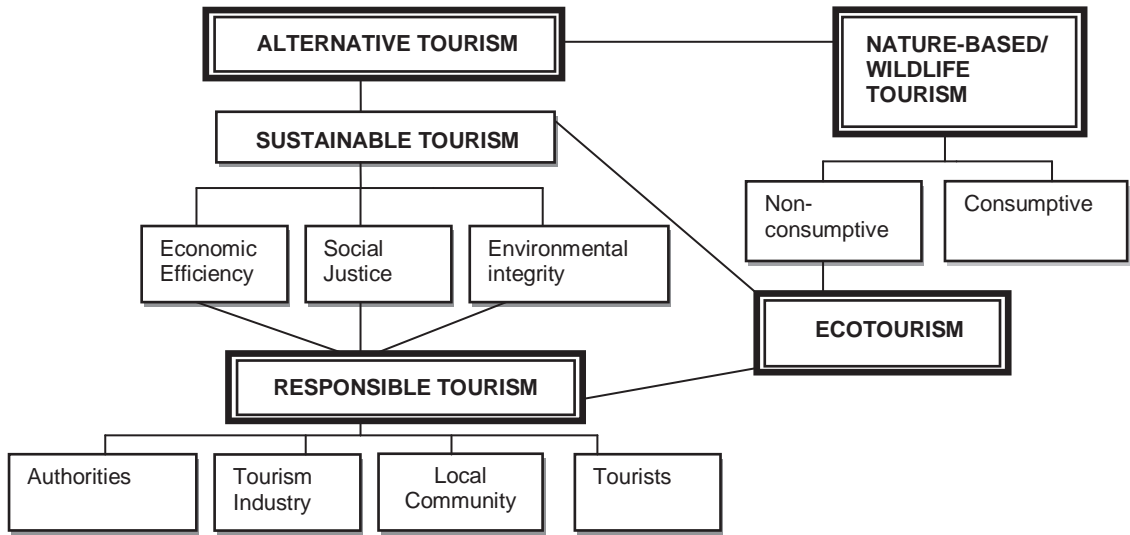 ALTERNATIVE TOURISM
NATURE-BASED/
WILDLIFE
TOURISM
SUSTAINABLE TOURISM
Non-
consumptive
Consumptive
Economic
Efficiency
Social
Justice
Environmental
integrity
ECOTOURISM
RESPONSIBLE TOURISM
Authorities
Tourism
Industry
Local
Community
Tourists